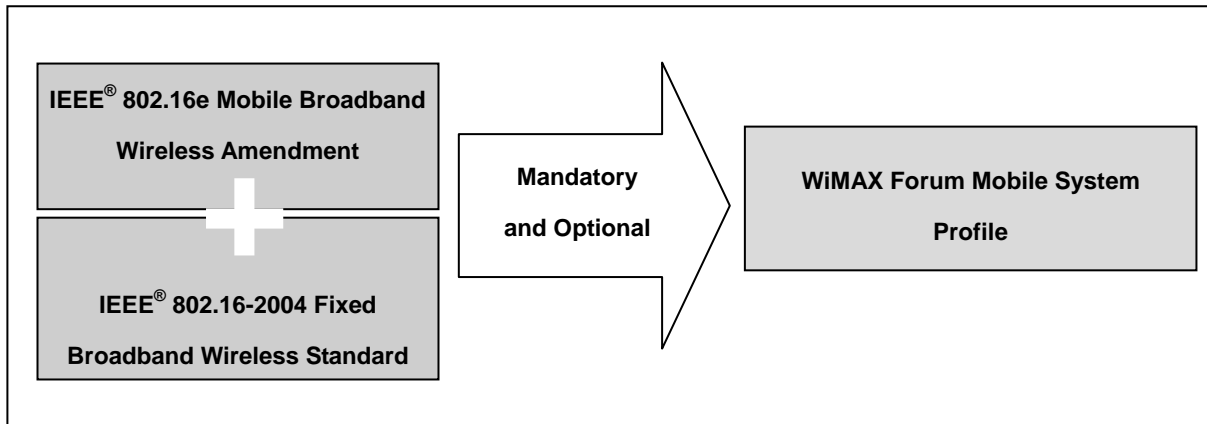 IEEE® 802.16e Mobile Broadband
Wireless Amendment
IEEE® 802.16-2004 Fixed
Broadband Wireless Standard
Mandatory
and Optional
WiMAX Forum Mobile System
Profile